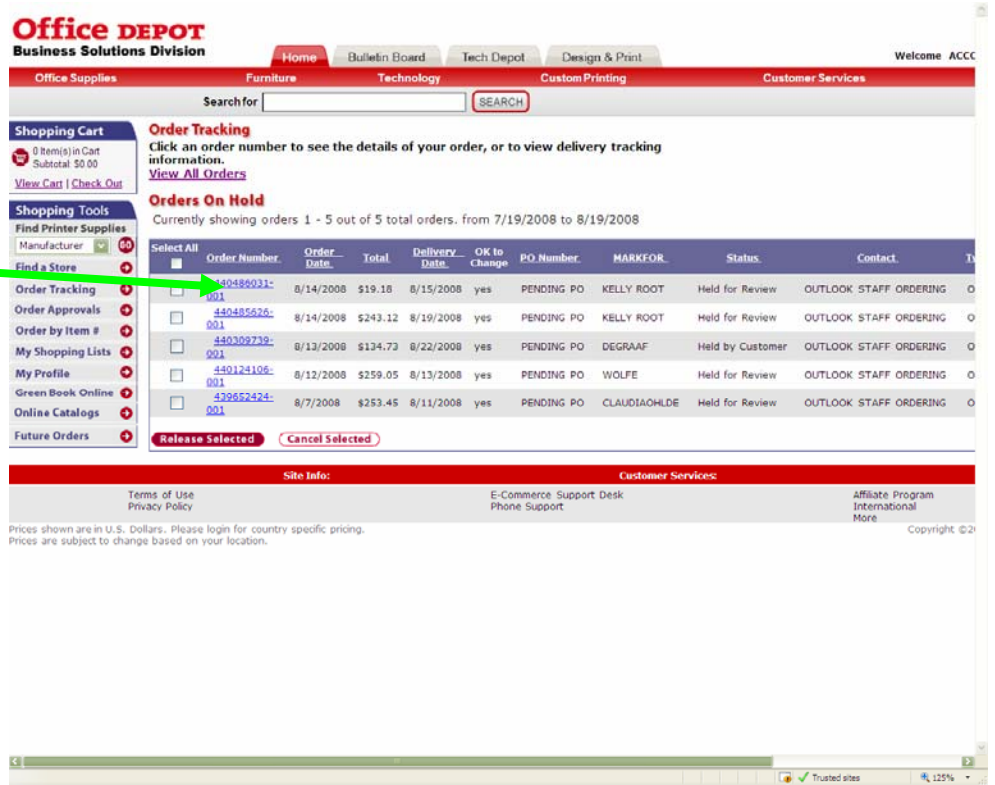 Office DEPOT
Business Solutions Division
Home
Bulletin Board
Tech Depot
Design & Print
Welcome ACCC
Office Supplies
Furniture
Technology
Custom Printing
Customer Services
Search for
SEARCH
Shopping Cart
0 Item(s) in Cart
Subtotal: $0.00
View Cart | Check Out
Shopping Tools
Find Printer Supplies
Manufacturer GO
Find a Store
Order Tracking
Order Approvals
Order by Item #
My Shopping Lists
My Profile
Green Book Online
Online Catalogs
Future Orders
Order Tracking
Click an order number to see the details of your order, or to view delivery tracking
information.
View All Orders
Orders On Hold
Currently showing orders 1 - 5 out of 5 total orders. from 7/19/2008 to 8/19/2008
Select All Order Number Order Date Total Delivery Date OK to Change PO Number MARKFOR Status Contact
440486031-001 8/14/2008 $19.18 8/15/2008 yes PENDING PO KELLY ROOT Held for Review OUTLOOK STAFF ORDERING O
440485626-001 8/14/2008 $243.12 8/19/2008 yes PENDING PO KELLY ROOT Held for Review OUTLOOK STAFF ORDERING O
440309739-001 8/13/2008 $134.73 8/22/2008 yes PENDING PO DEGRAAF Held by Customer OUTLOOK STAFF ORDERING O
440124106-001 8/12/2008 $259.05 8/13/2008 yes PENDING PO WOLFE Held for Review OUTLOOK STAFF ORDERING O
439652424-001 8/7/2008 $253.45 8/11/2008 yes PENDING PO CLAUDIAOHLDE Held for Review OUTLOOK STAFF ORDERING O
Release Selected
Cancel Selected
Site Info:
Customer Services:
Terms of Use
Privacy Policy
E-Commerce Support Desk
Phone Support
Affiliate Program
International
More
Prices shown are in U.S. Dollars. Please login for country specific pricing.
Prices are subject to change based on your location.
Copyright ©2
Trusted sites
125%